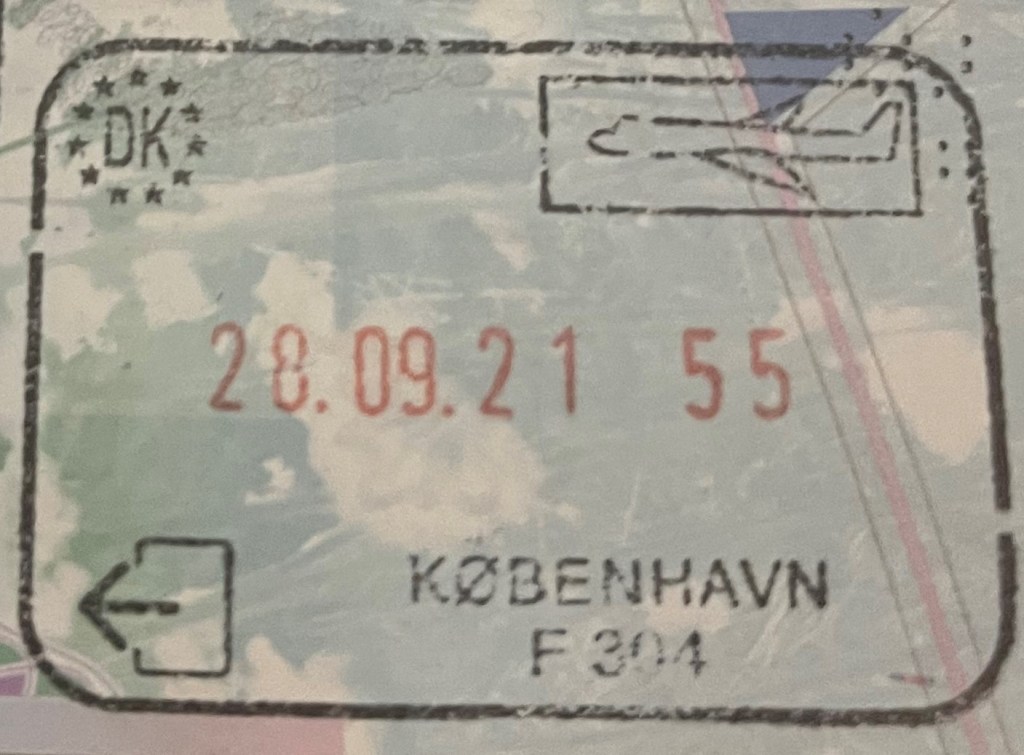 DK
28.09.21 55
KØBENHAVN
F 304